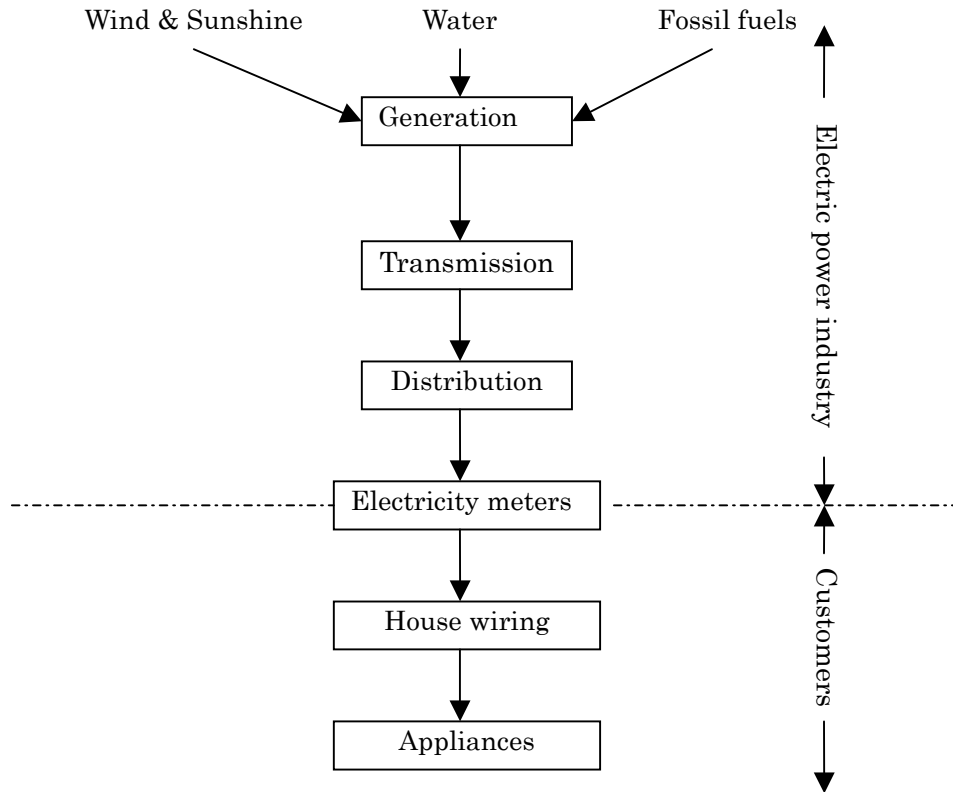 Wind & Sunshine
Water
Fossil fuels
Generation
Transmission
Distribution
Electricity meters
House wiring
Appliances
Electric power industry
Customers